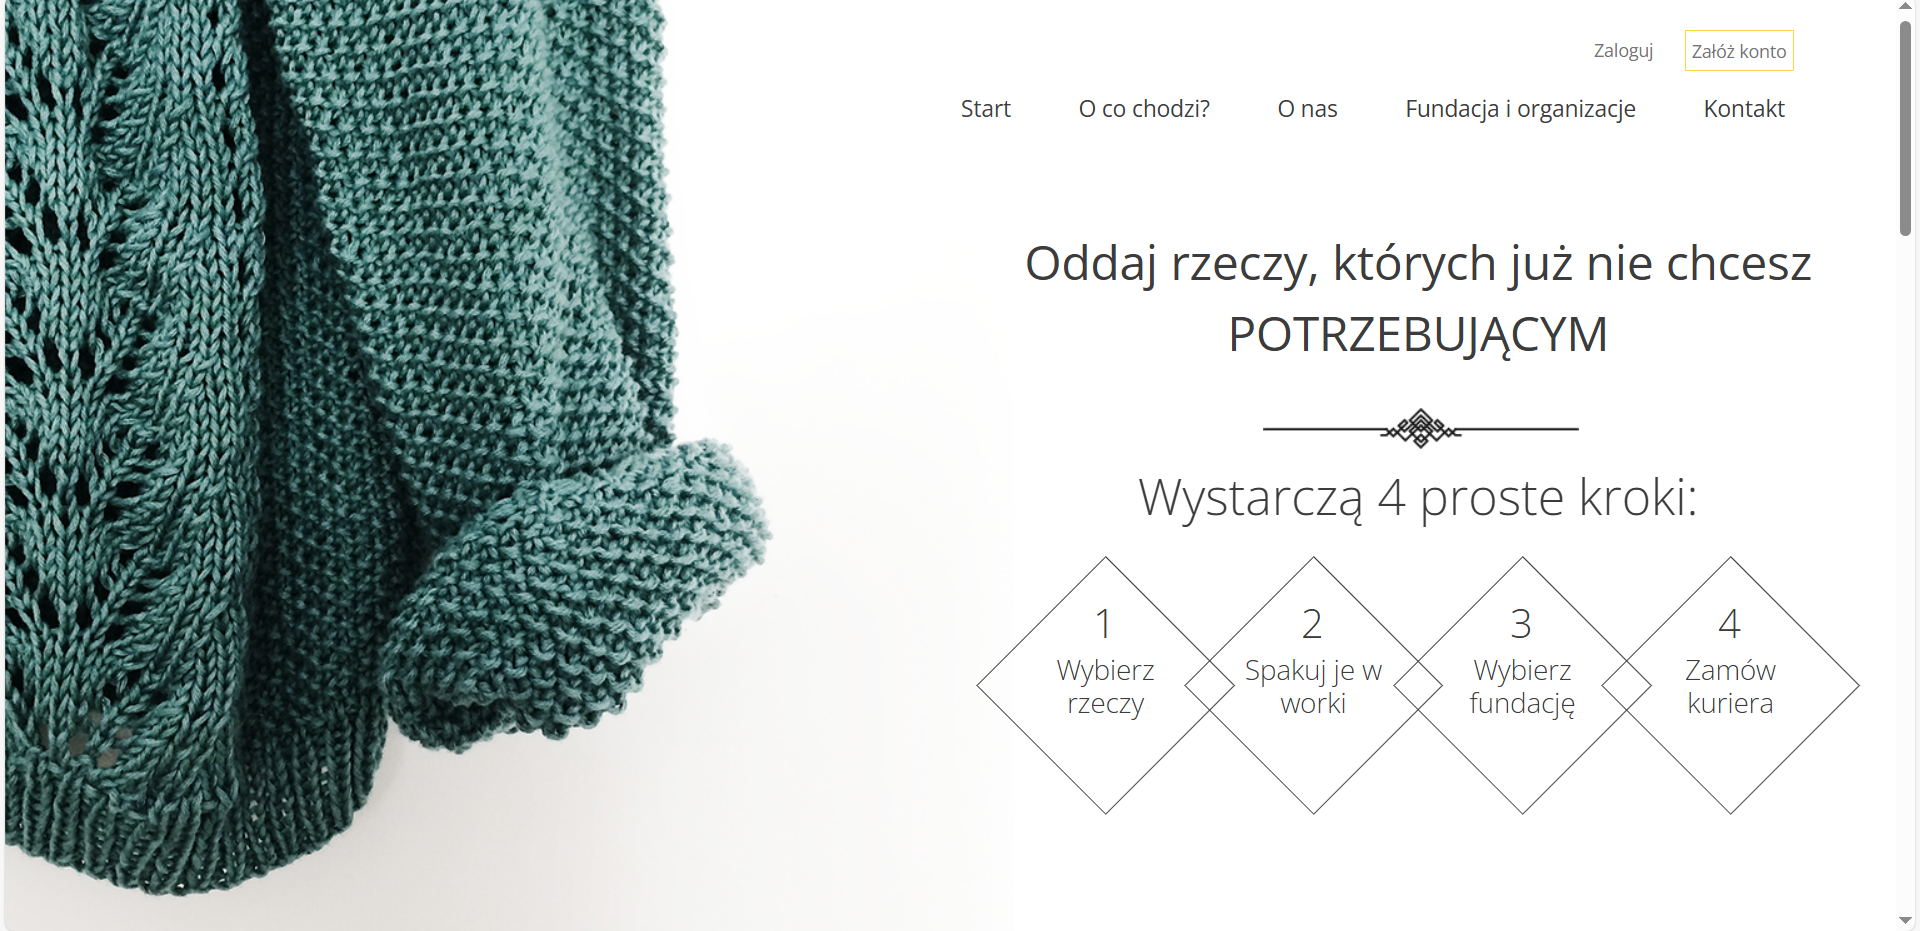 Zaloguj
Załóż konto
Start
O co chodzi?
O nas
Fundacja i organizacje
Kontakt
Oddaj rzeczy, których już nie chcesz
POTRZEBUJĄCYM
Wystarczą 4 proste kroki:
1
Wybierz
rzeczy
2
Spakuj je w
worki
3
Wybierz
fundację
4
Zamów
kuriera